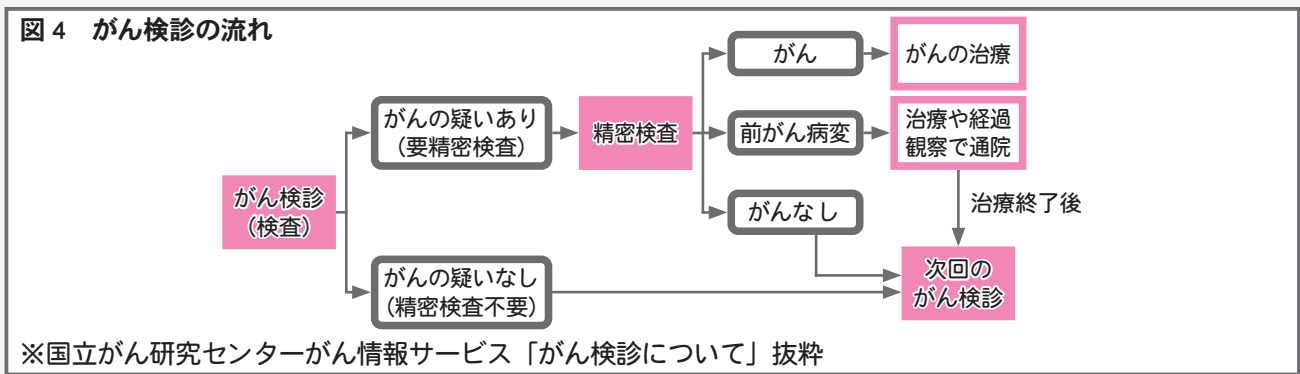 図４　がん検診の流れ
がん検診
（検査）
がんの疑いあり
（要精密検査）
精密検査
がん
がんの治療
前がん病変
治療や経過
観察で通院
がんなし
治療終了後
がんの疑いなし
（精密検査不要）
次回の
がん検診
※国立がん研究センターがん情報サービス「がん検診について」抜粋